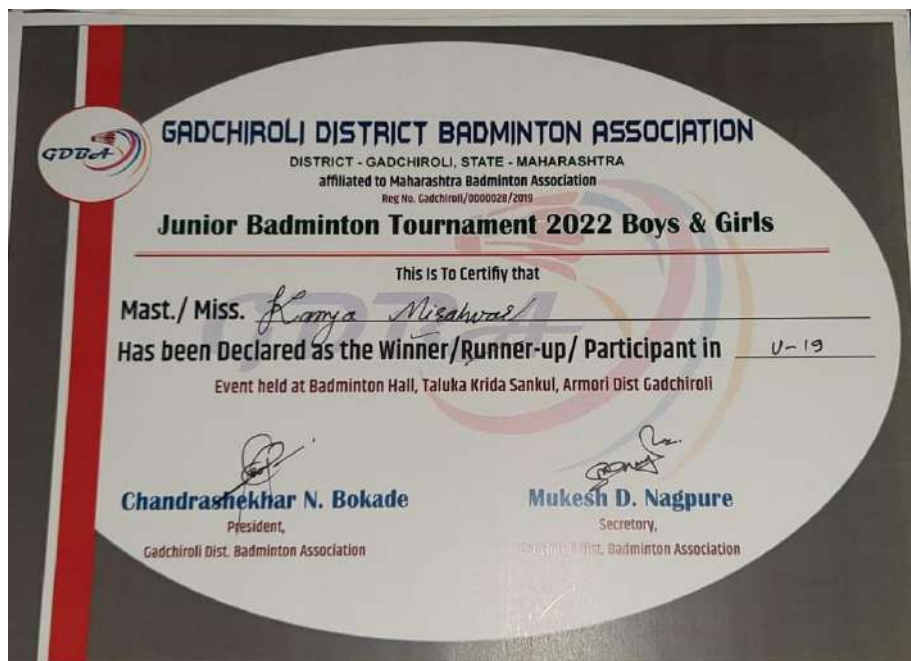 GDBA
GADCHIROLI DISTRICT BADMINTON ASSOCIATION
DISTRICT - GADCHIROLI, STATE - MAHARASHTRA
affiliated to Maharashtra Badminton Association
Reg No. Gadchiroli/0000028/2019
Junior Badminton Tournament 2022 Boys & Girls
This Is To Certifiy that
Mast./ Miss.
Has been Declared as the Winner/Runner-up/ Participant in U-19
Event held at Badminton Hall, Taluka Krida Sankul, Armori Dist Gadchiroli
Chandrashekhar N. Bokade
President,
Gadchiroli Dist. Badminton Association
Mukesh D. Nagpure
Secretary,
Gadchiroli Dist. Badminton Association